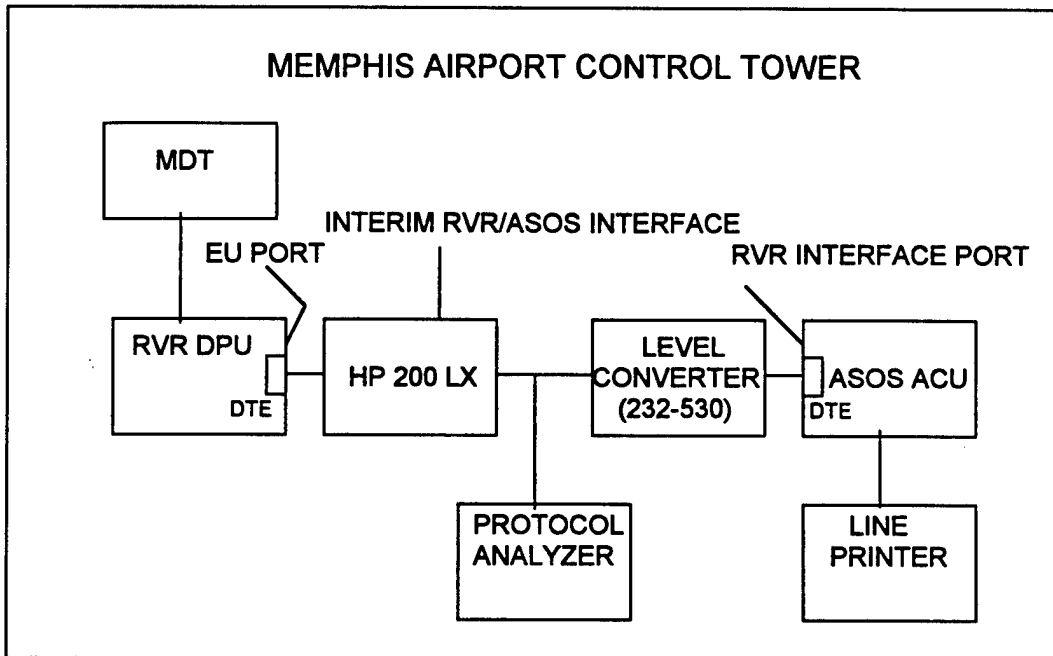 MEMPHIS AIRPORT CONTROL TOWER
MDT
INTERIM RVR/ASOS INTERFACE
EU PORT
RVR INTERFACE PORT
RVR DPU
DTE
HP 200 LX
LEVEL
CONVERTER
(232-530)
ASOS ACU
DTE
PROTOCOL
ANALYZER
LINE
PRINTER